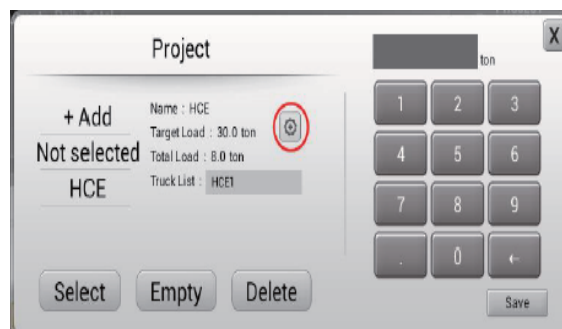 Project
X
ton
+ Add
Not selected
HCE
Name : HCE
Target Load : 30.0 ton
Total Load : 8.0 ton
Truck List : HCE1
1 2 3
4 5 6
7 8 9
. 0 ←
Select Empty Delete
Save